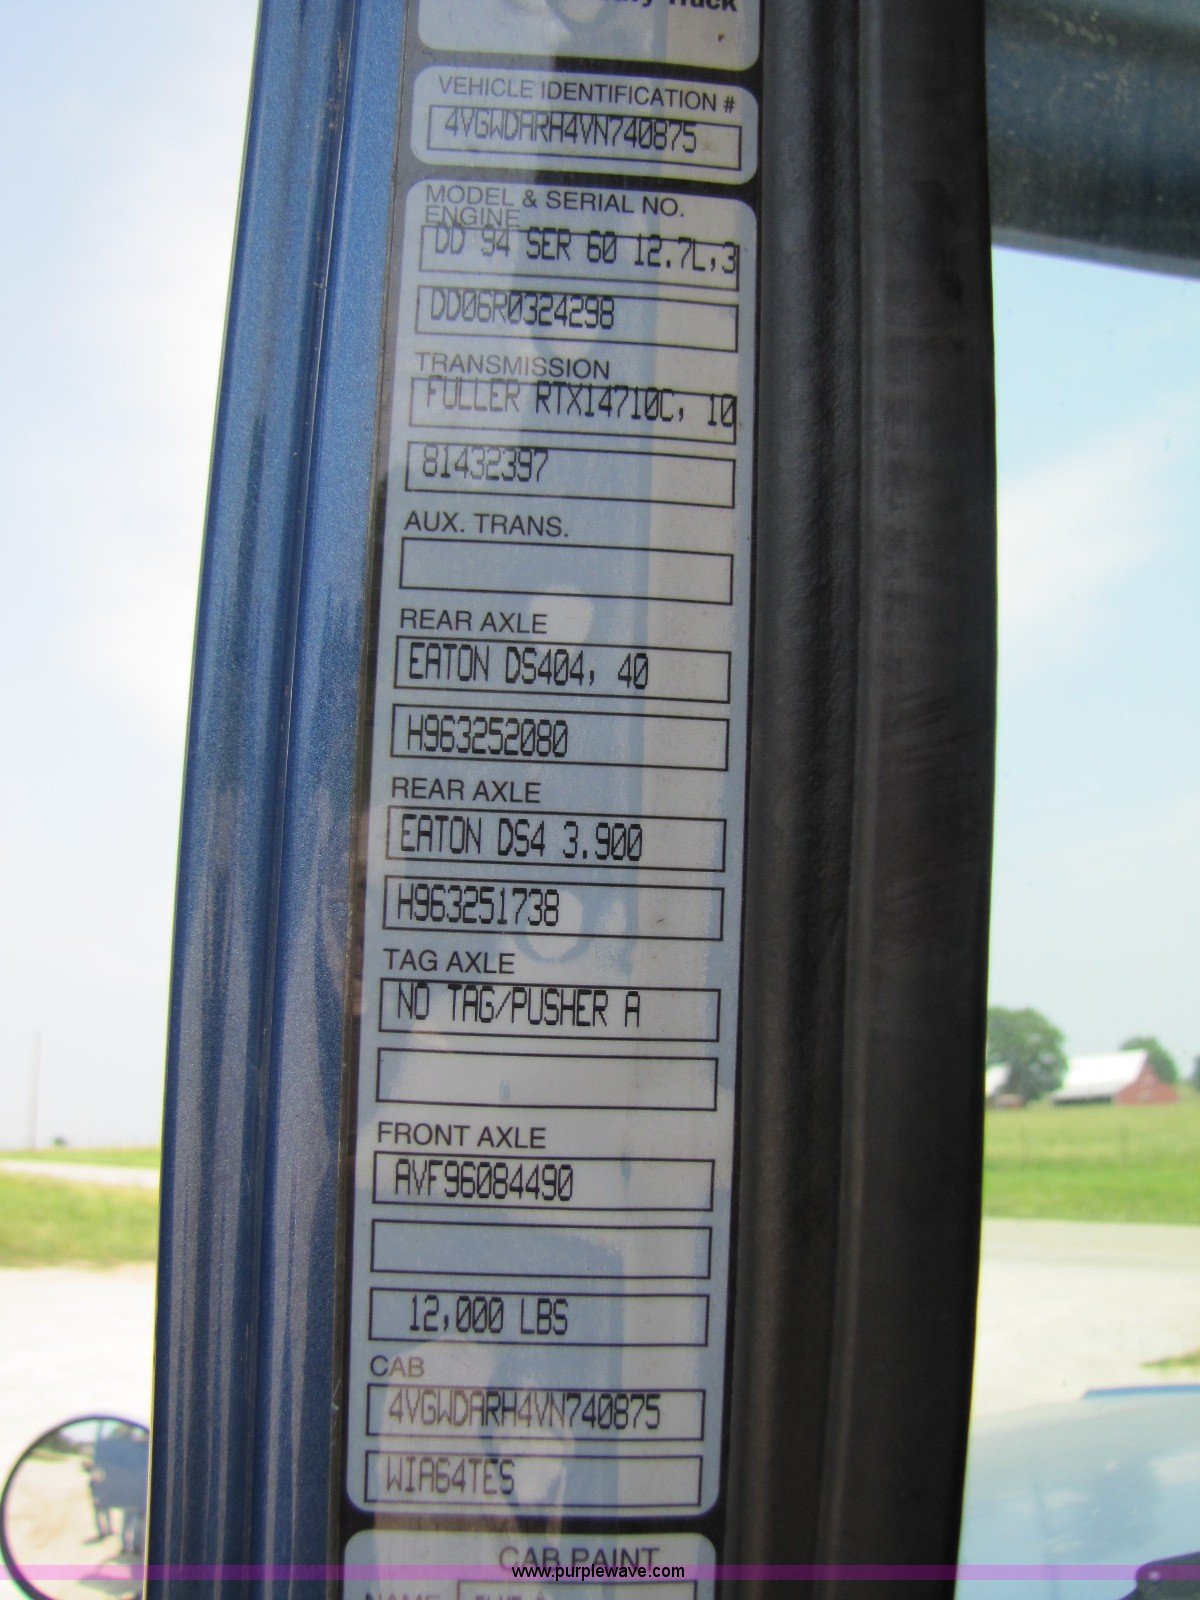 Truck
VEHICLE IDENTIFICATION #
4VGWDARH4VN740875
MODEL & SERIAL NO.
ENGINE
DD 94 SER 60 12.7L,3
DD06R0324298
TRANSMISSION
FULLER RTX14710C, 10
81432397
AUX. TRANS.
REAR AXLE
EATON DS404, 40
H963252080
REAR AXLE
EATON DS4 3.900
H963251738
TAG AXLE
NO TAG/PUSHER A
FRONT AXLE
AVF96084490
12,000 LBS
CAB
4VGWDARH4VN740875
WIA64TES
CAB PAINT
NAME
www.purplewave.com